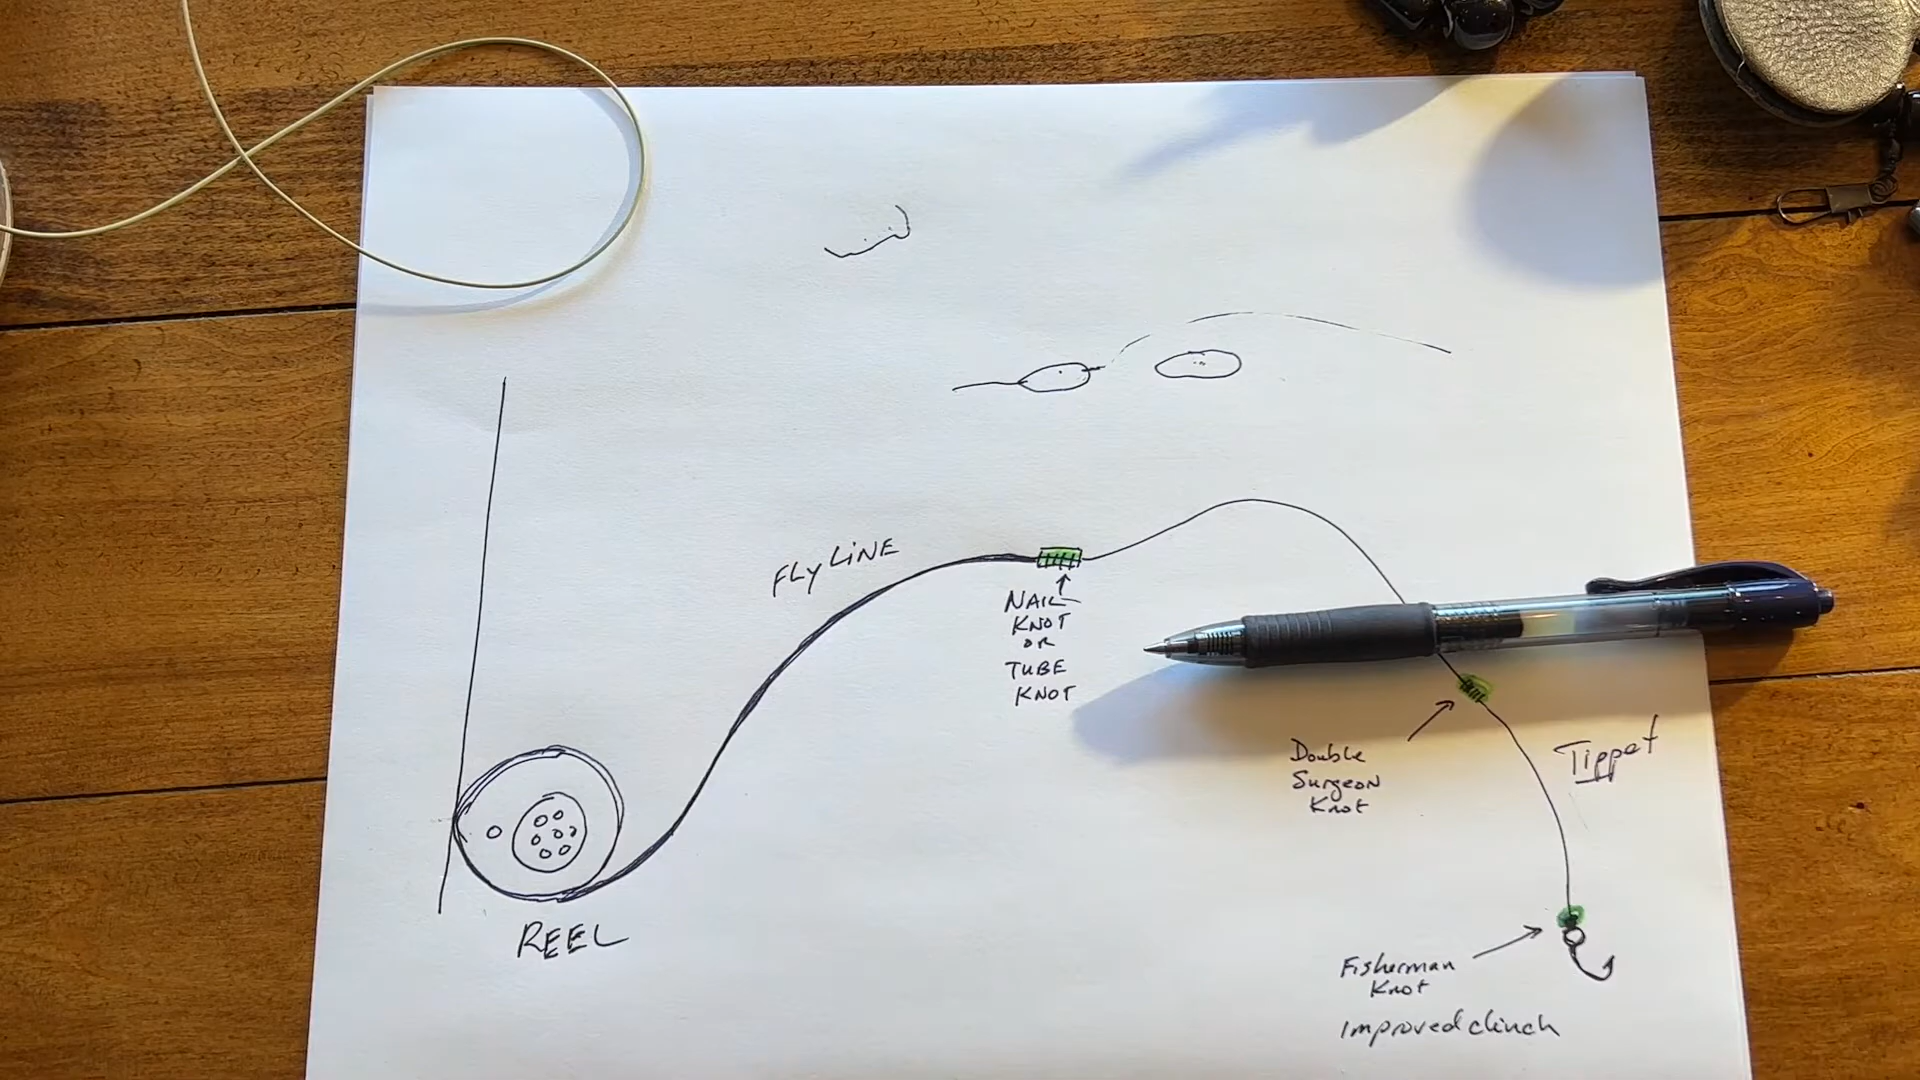 FLy LiNE
NAIL
KNOT
OR
TUBE
KNOT
Double
Surgeon
Knot
Tippet
REEL
Fisherman
Knot
Improved clinch